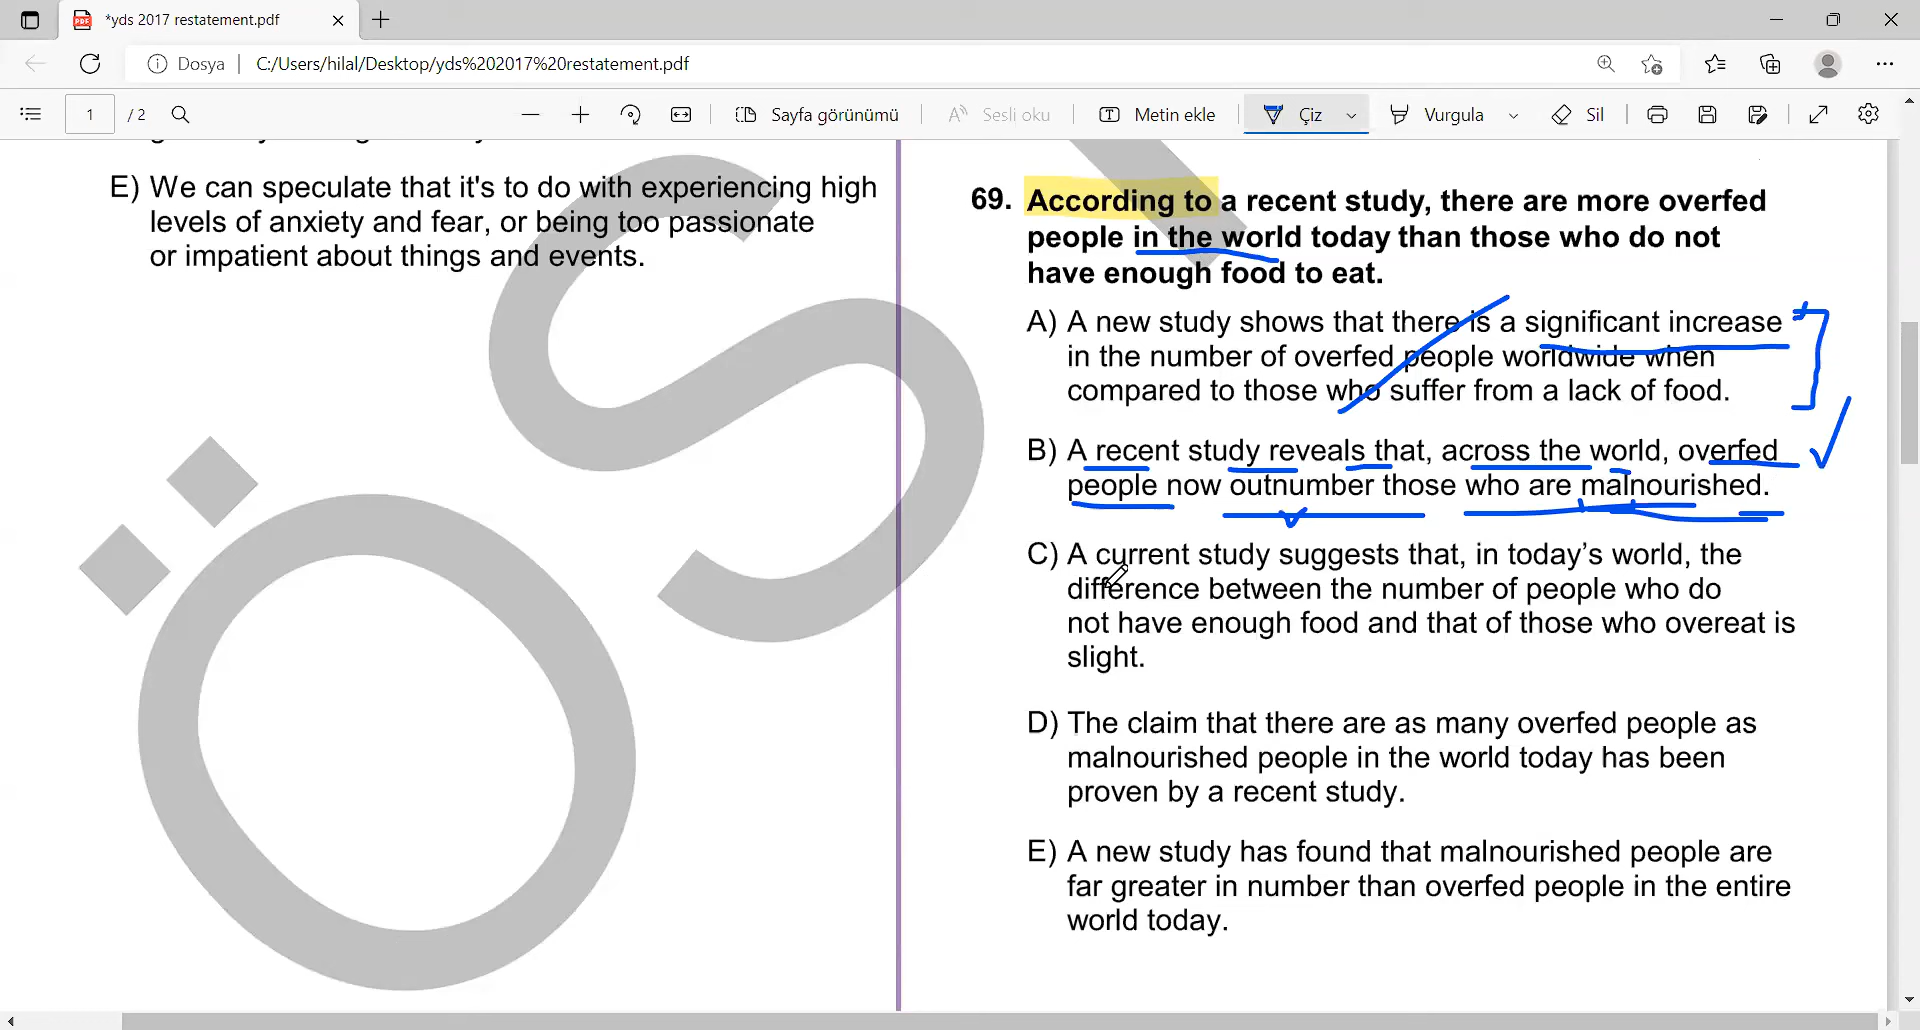 *yds 2017 restatement.pdf
Dosya
C:/Users/hilal/Desktop/yds%202017%20restatement.pdf
1 / 2
Sayfa görünümü
Sesli oku
Metin ekle
Çiz
Vurgula
Sil
E) We can speculate that it's to do with experiencing high
levels of anxiety and fear, or being too passionate
or impatient about things and events.
69. According to a recent study, there are more overfed
people in the world today than those who do not
have enough food to eat.
A) A new study shows that there is a significant increase
in the number of overfed people worldwide when
compared to those who suffer from a lack of food.
B) A recent study reveals that, across the world, overfed
people now outnumber those who are malnourished.
C) A current study suggests that, in today’s world, the
difference between the number of people who do
not have enough food and that of those who overeat is
slight.
D) The claim that there are as many overfed people as
malnourished people in the world today has been
proven by a recent study.
E) A new study has found that malnourished people are
far greater in number than overfed people in the entire
world today.